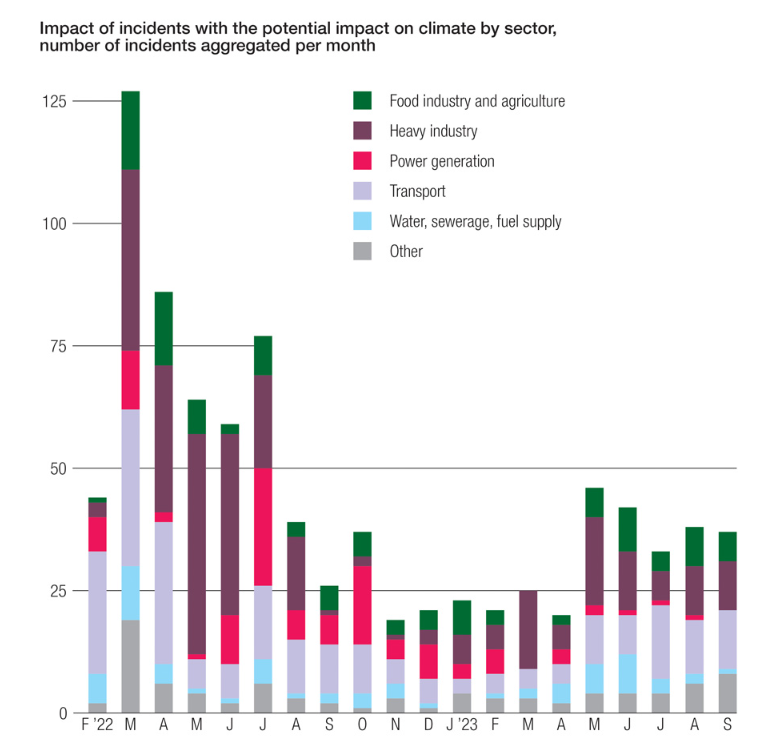 Impact of incidents with the potential impact on climate by sector,
number of incidents aggregated per month
125
100
75
50
25
0
Food industry and agriculture
Heavy industry
Power generation
Transport
Water, sewerage, fuel supply
Other
F '22 M A M J J A S O N D J '23 F M A M J J A S